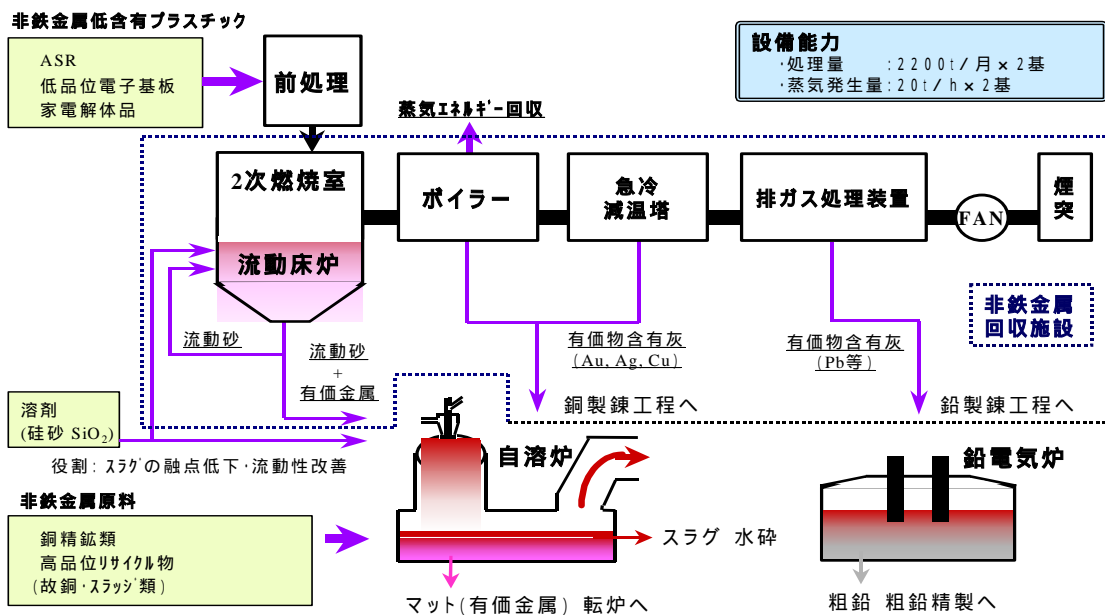 非鉄金属低含有プラスチック
ASR
低品位電子基板
家電解体品
前処理
設備能力
・処理量　　:2200t/月×2基
・蒸気発生量:20t/h×2基
蒸気エネルギー回収
2次燃焼室
流動床炉
ボイラー
急冷
減温塔
排ガス処理装置
FAN
煙突
非鉄金属
回収施設
流動砂
流動砂
+
有価金属
有価物含有灰
(Au, Ag, Cu)
有価物含有灰
(Pb等)
銅製錬工程へ
鉛製錬工程へ
溶剤
(硅砂 SiO₂)
役割: スラグの融点低下・流動性改善
自溶炉
鉛電気炉
非鉄金属原料
銅精鉱類
高品位リサイクル物
(故銅・スラッジ類)
スラグ 水砕
マット(有価金属) 転炉へ
粗鉛 粗鉛精製へ